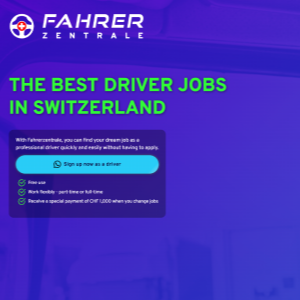 FAHRER
ZENTRALE
THE BEST DRIVER JOBS
IN SWITZERLAND
With Fahrerzentrale, you can find your dream job as a
professional driver quickly and easily without having to apply.
Sign up now as a driver
Free use
Work flexibly - part-time or full-time
Receive a special payment of CHF 1,000 when you change jobs